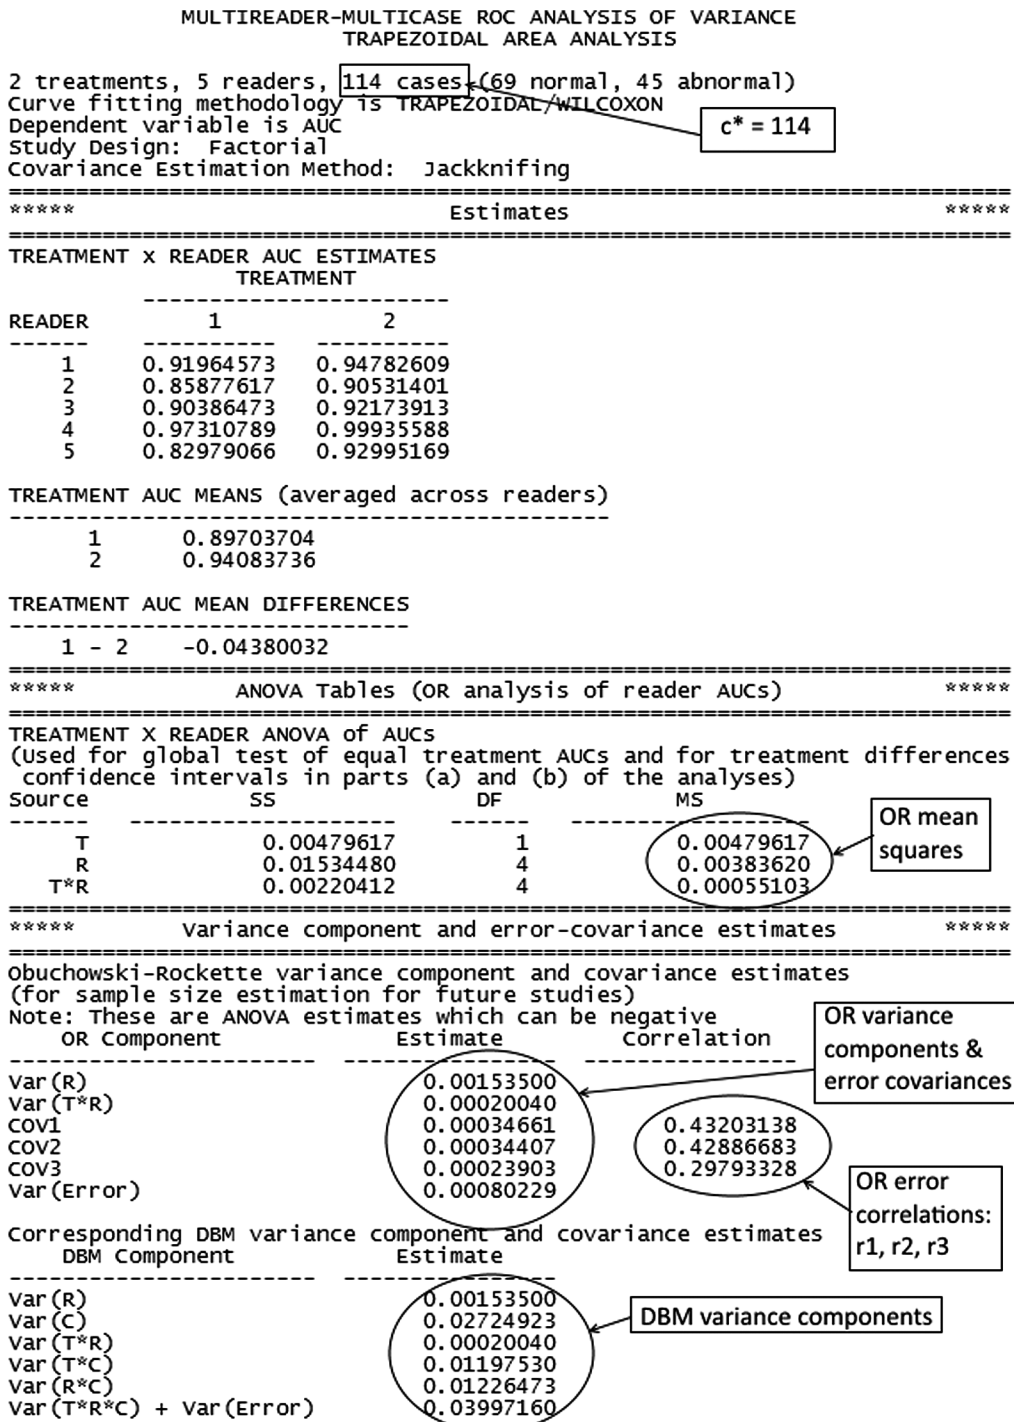 MULTIREADER-MULTICASE ROC ANALYSIS OF VARIANCE
TRAPEZOIDAL AREA ANALYSIS
2 treatments, 5 readers, 114 cases (69 normal, 45 abnormal)
Curve fitting methodology is TRAPEZOIDAL/WILCOXON
Dependent variable is AUC
c* = 114
Study Design:  Factorial
Covariance Estimation Method:  Jackknifing
===========================================================================
***** Estimates *****
===========================================================================
TREATMENT x READER AUC ESTIMATES
TREATMENT
-----------------------
READER 1 2
------ ---------- ----------
1 0.91964573 0.94782609
2 0.85877617 0.90531401
3 0.90386473 0.92173913
4 0.97310789 0.99935588
5 0.82979066 0.92995169
TREATMENT AUC MEANS (averaged across readers)
---------------------------------------------
1 0.89703704
2 0.94083736
TREATMENT AUC MEAN DIFFERENCES
------------------------------
1 - 2 -0.04380032
===========================================================================
***** ANOVA Tables (OR analysis of reader AUCs) *****
===========================================================================
TREATMENT X READER ANOVA of AUCs
(Used for global test of equal treatment AUCs and for treatment differences
confidence intervals in parts (a) and (b) of the analyses)
Source SS DF MS
------ -------------------- ------ ------------------
T 0.00479617 1 0.00479617
R 0.01534480 4 0.00383620
T*R 0.00220412 4 0.00055103
OR mean
squares
===========================================================================
***** Variance component and error-covariance estimates *****
===========================================================================
Obuchowski-Rockette variance component and covariance estimates
(for sample size estimation for future studies)
Note: These are ANOVA estimates which can be negative
OR Component Estimate Correlation
----------------------- ---------------- ----------------
Var(R) 0.00153500
Var(T*R) 0.00020040
COV1 0.00034661 0.43203138
COV2 0.00034407 0.42886683
COV3 0.00023903 0.29793328
Var(Error) 0.00080229
OR variance
components &
error covariances
OR error
correlations:
r1, r2, r3
Corresponding DBM variance component and covariance estimates
DBM Component Estimate
----------------------- ----------------
Var(R) 0.00153500
Var(C) 0.02724923
Var(T*R) 0.00020040
Var(T*C) 0.01197530
Var(R*C) 0.01226473
Var(T*R*C) + Var(Error) 0.03997160
DBM variance components